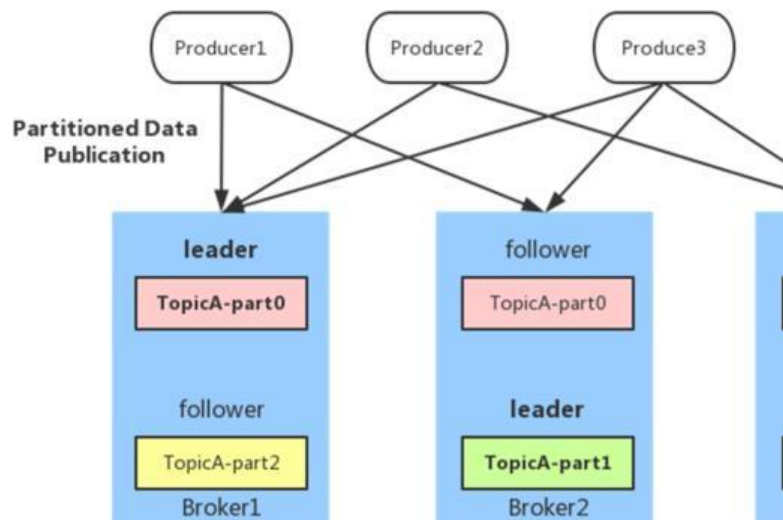 Producer1
Producer2
Produce3
Partitioned Data
Publication
leader
follower
TopicA-part0
TopicA-part0
follower
leader
TopicA-part2
TopicA-part1
Broker1
Broker2